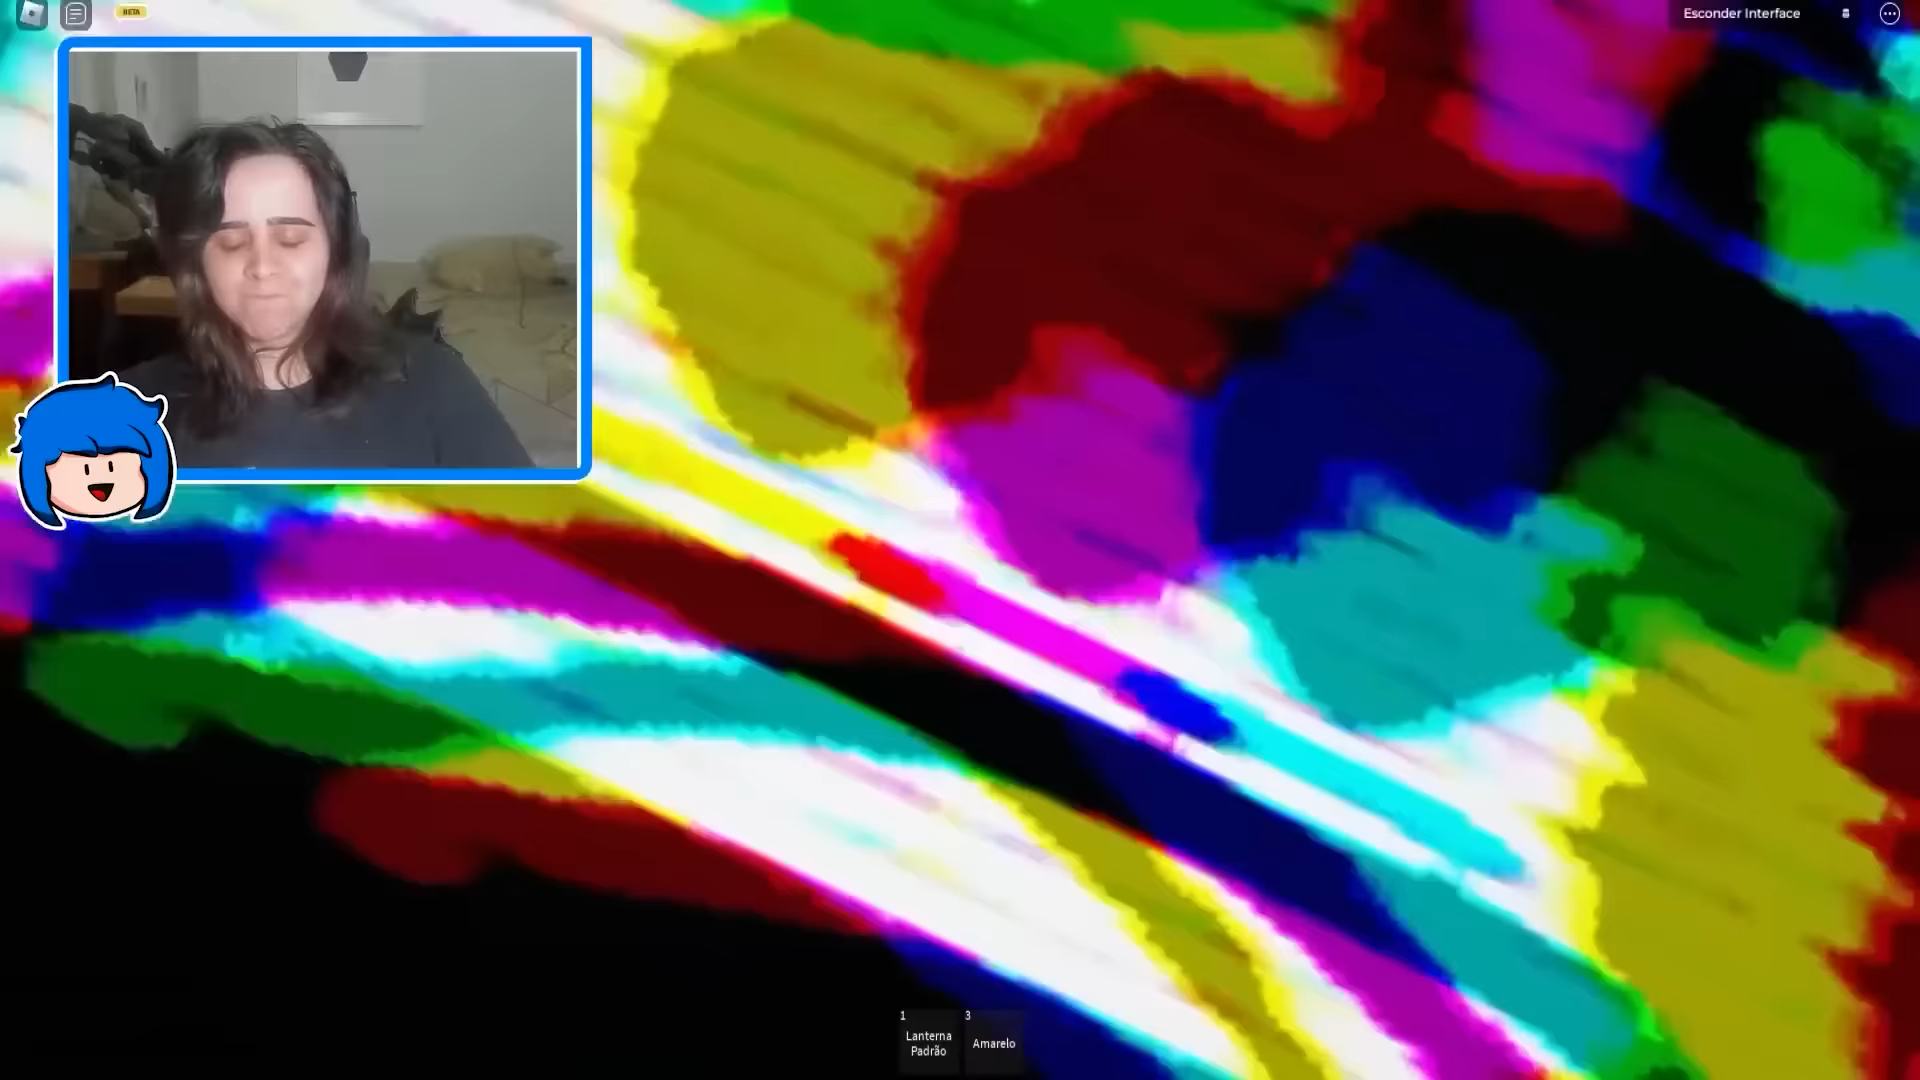 BETA
Esconder Interface
1
Lanterna
Padrão
3
Amarelo